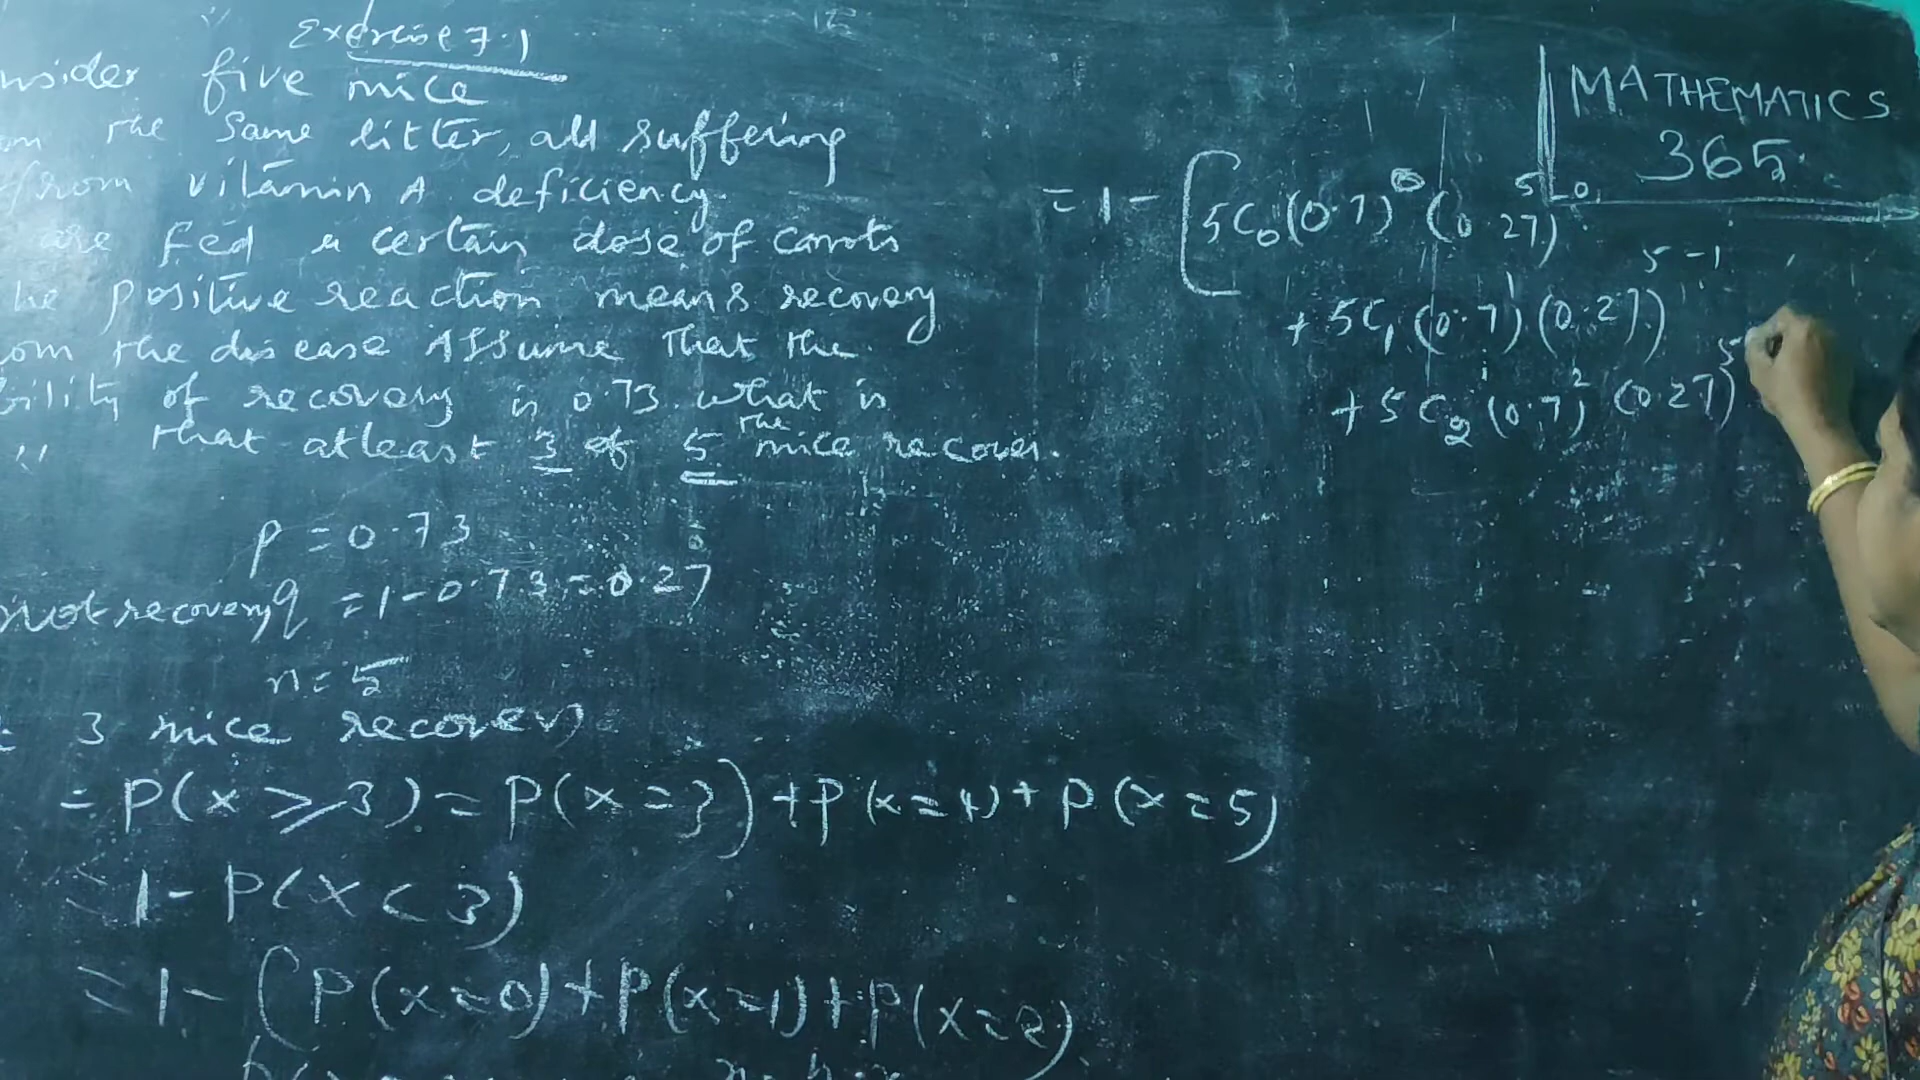 Exercise 7.1
nsider five mice
om the Same litter, all suffering
from vitamin A deficiency.
are Fed a certain dose of carrots
he positive reaction means recovery
om the disease Assume That the
bility of recovery is 0.73. What is
" that atleast 3 of 5 the mice recover.
p = 0.73
not recovery q = 1-0.73 = 0.27
n = 5
3 mice recovery
= P(x ≥ 3) = P(x = 3) + P(x = 4) + P(x = 5)
= 1 - P(X < 3)
= 1 - (P(x=0) + P(x=1) + P(x=2)
MATHEMATICS
365
= 1 - [5C₀(0.7)⁰ (0.27)⁵⁻⁰
+ 5C₁ (0.7)¹ (0.27)⁵⁻¹
+ 5C₂ (0.7)² (0.27)⁵